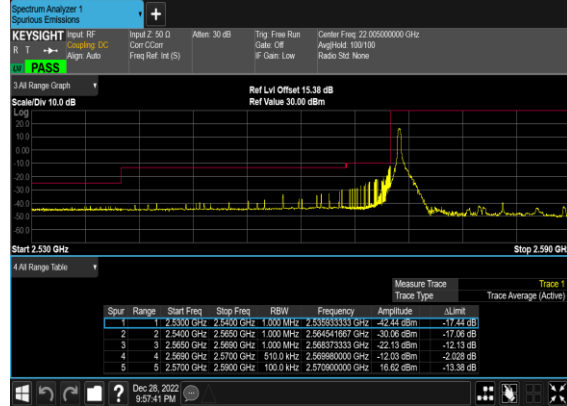 Spectrum Analyzer 1
Spurious Emissions
+
KEYSIGHT Input: RF Input Z: 50 Ω Atten: 30 dB Trig: Free Run Center Freq: 22.005000000 GHz
R T Coupling: DC Corr CCorr Gate: Off Avg|Hold: 100/100
Align: Auto Freq Ref: Int (S) IF Gain: Low Radio Std: None
PASS
3 All Range Graph
Ref Lvl Offset 15.38 dB
Scale/Div 10.0 dB Ref Value 30.00 dBm
Log
20.0
10.0
0.00
-10.0
-20.0
-30.0
-40.0
-50.0
-60.0
Start 2.530 GHz Stop 2.590 GHz
4 All Range Table
Measure Trace Trace 1
Trace Type Trace Average (Active)
Spur Range Start Freq Stop Freq RBW Frequency Amplitude ΔLimit
1 1 2.5300 GHz 2.5400 GHz 1.000 MHz 2.535833333 GHz -42.44 dBm -17.44 dB
2 2 2.5400 GHz 2.5650 GHz 1.000 MHz 2.564541667 GHz -30.06 dBm -17.06 dB
3 3 2.5650 GHz 2.5690 GHz 1.000 MHz 2.568373333 GHz -22.13 dBm -12.13 dB
4 4 2.5690 GHz 2.5700 GHz 510.0 kHz 2.569980000 GHz -12.03 dBm -2.028 dB
5 5 2.5700 GHz 2.5900 GHz 100.0 kHz 2.570900000 GHz 16.62 dBm -13.38 dB
? Dec 28, 2022
9:57:41 PM